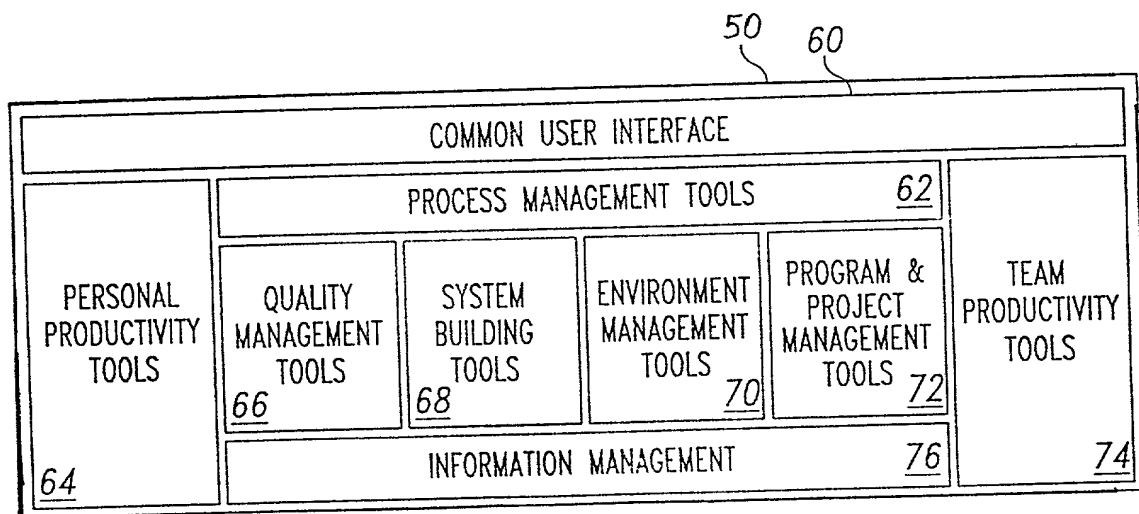 50
60
COMMON USER INTERFACE
PROCESS MANAGEMENT TOOLS
62
PERSONAL
PRODUCTIVITY
TOOLS
64
QUALITY
MANAGEMENT
TOOLS
66
SYSTEM
BUILDING
TOOLS
68
ENVIRONMENT
MANAGEMENT
TOOLS
70
PROGRAM &
PROJECT
MANAGEMENT
TOOLS
72
TEAM
PRODUCTIVITY
TOOLS
74
INFORMATION MANAGEMENT
76